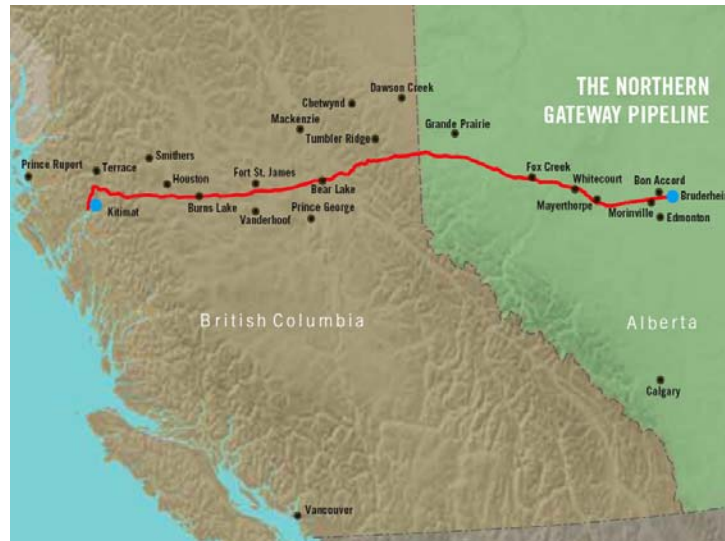 THE NORTHERN
GATEWAY PIPELINE
Dawson Creek
Chetwynd
Mackenzie
Tumbler Ridge
Grande Prairie
Smithers
Prince Rupert
Terrace
Houston
Fort St. James
Bear Lake
Fox Creek
Whitecourt
Bon Accord
Kitimat
Burns Lake
Vanderhoof
Prince George
Mayerthorpe
Morinville
Bruderhein
Edmonton
British Columbia
Alberta
Calgary
Vancouver